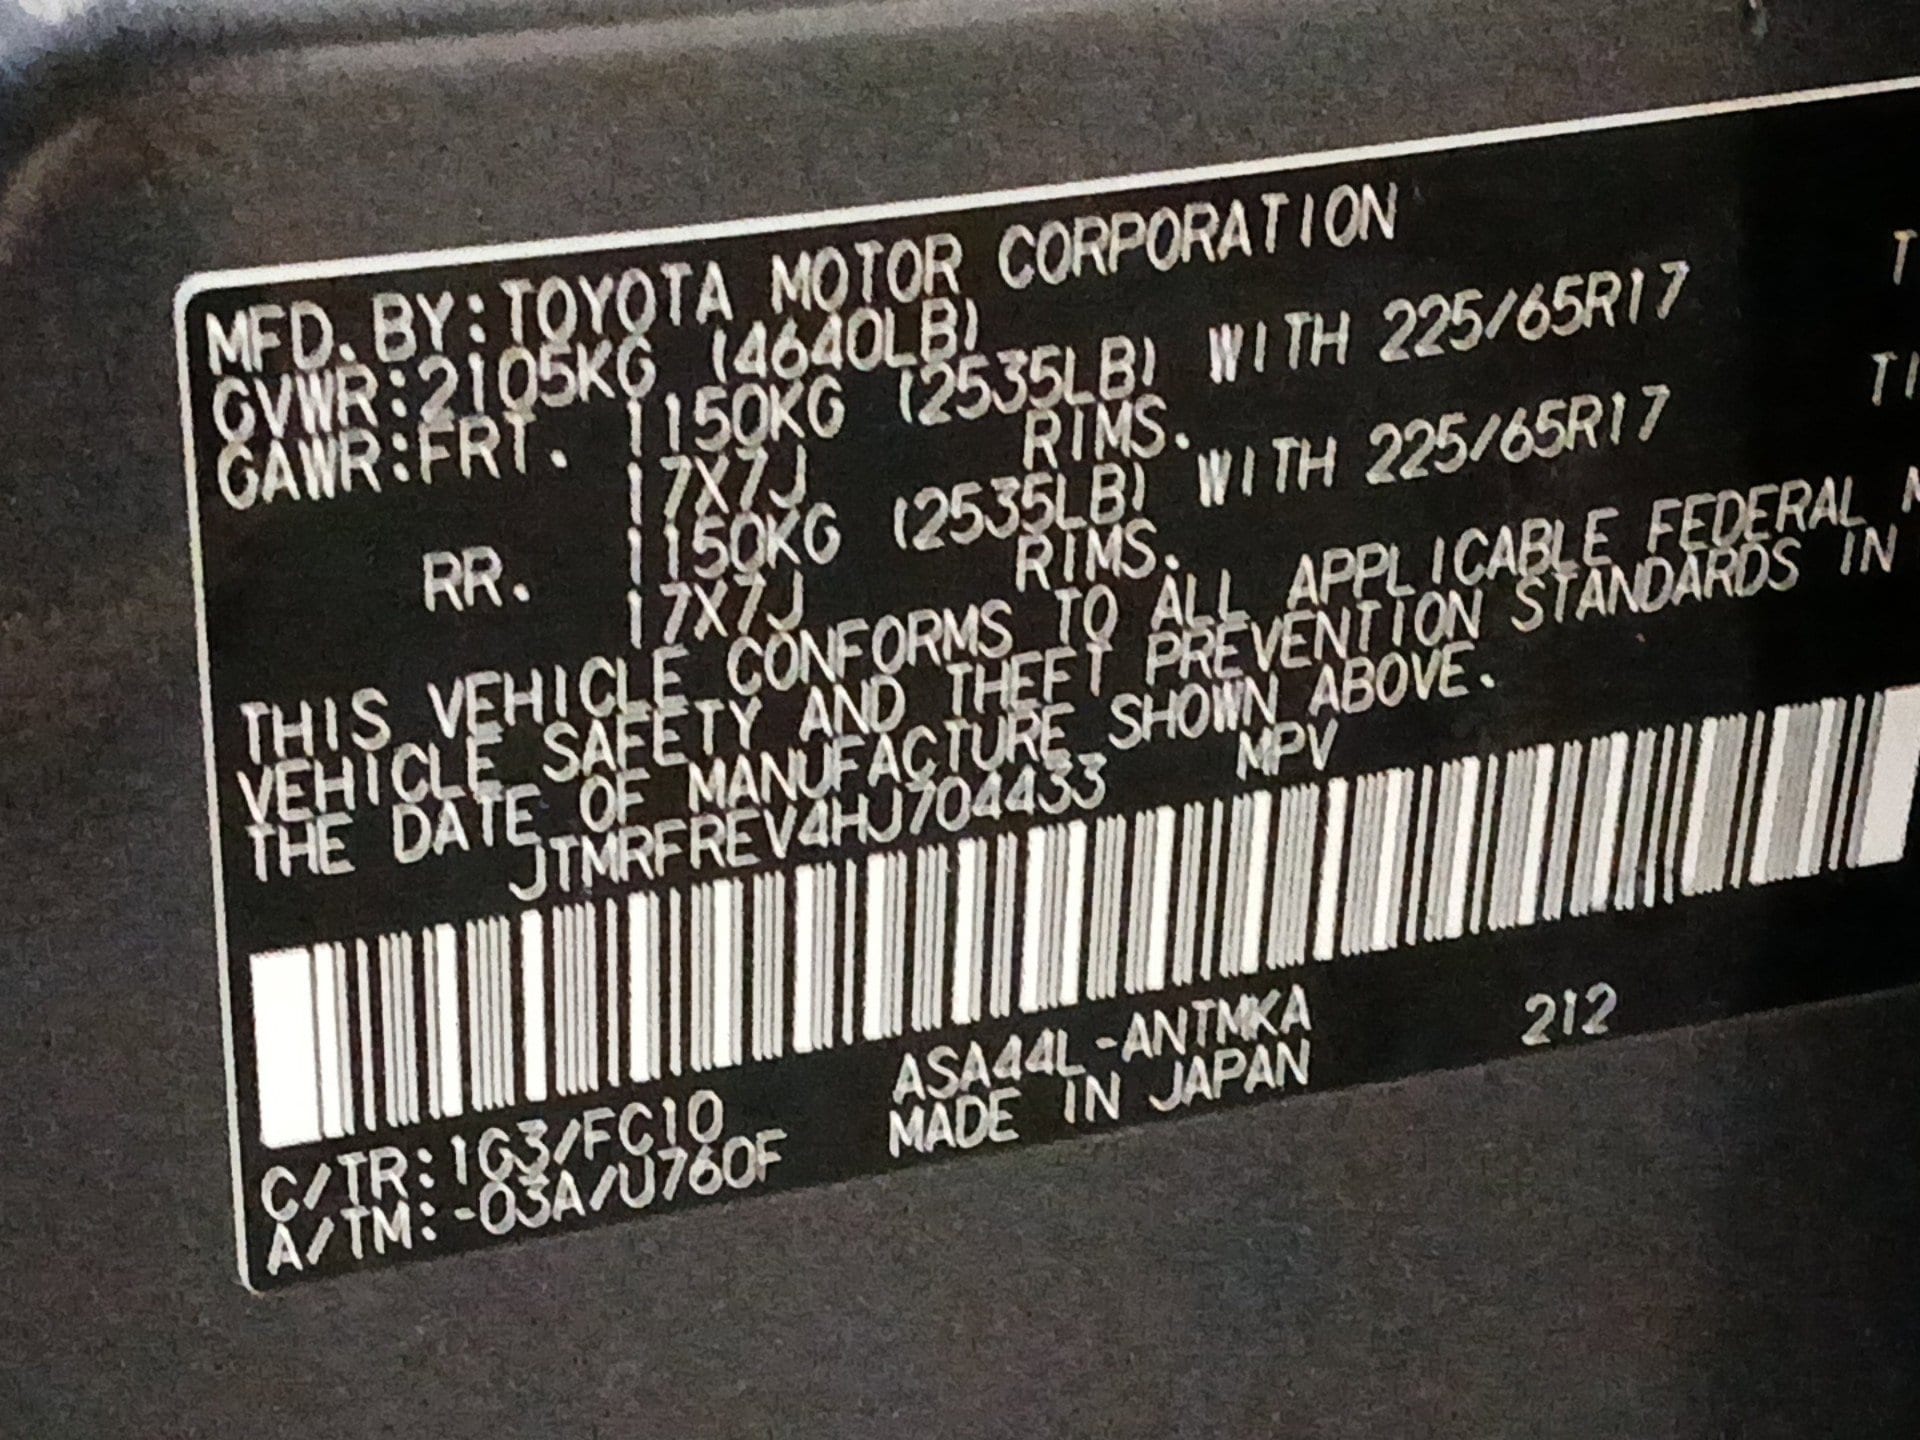 MFD. BY: TOYOTA MOTOR CORPORATION
GVWR: 2105KG (4640LB) T
GAWR: FRT. 1150KG (2535LB) WITH 225/65R17
17X7J RIMS. TI
RR. 1150KG (2535LB) WITH 225/65R17
17X7J RIMS.
THIS VEHICLE CONFORMS TO ALL APPLICABLE FEDERAL M
VEHICLE SAFETY AND THEFT PREVENTION STANDARDS IN
THE DATE OF MANUFACTURE SHOWN ABOVE.
JTMRFREV4HJ704433 MPV
ASA44L-ANTMKA 212
C/TR: 1G3/FC10 MADE IN JAPAN
A/TM: -03A/U760F